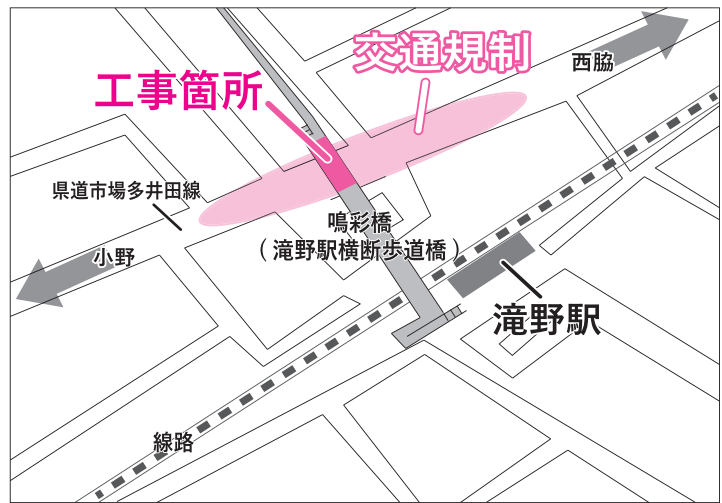 交通規制
西脇
工事箇所
県道市場多井田線
鳴彩橋
（滝野駅横断歩道橋）
小野
滝野駅
線路